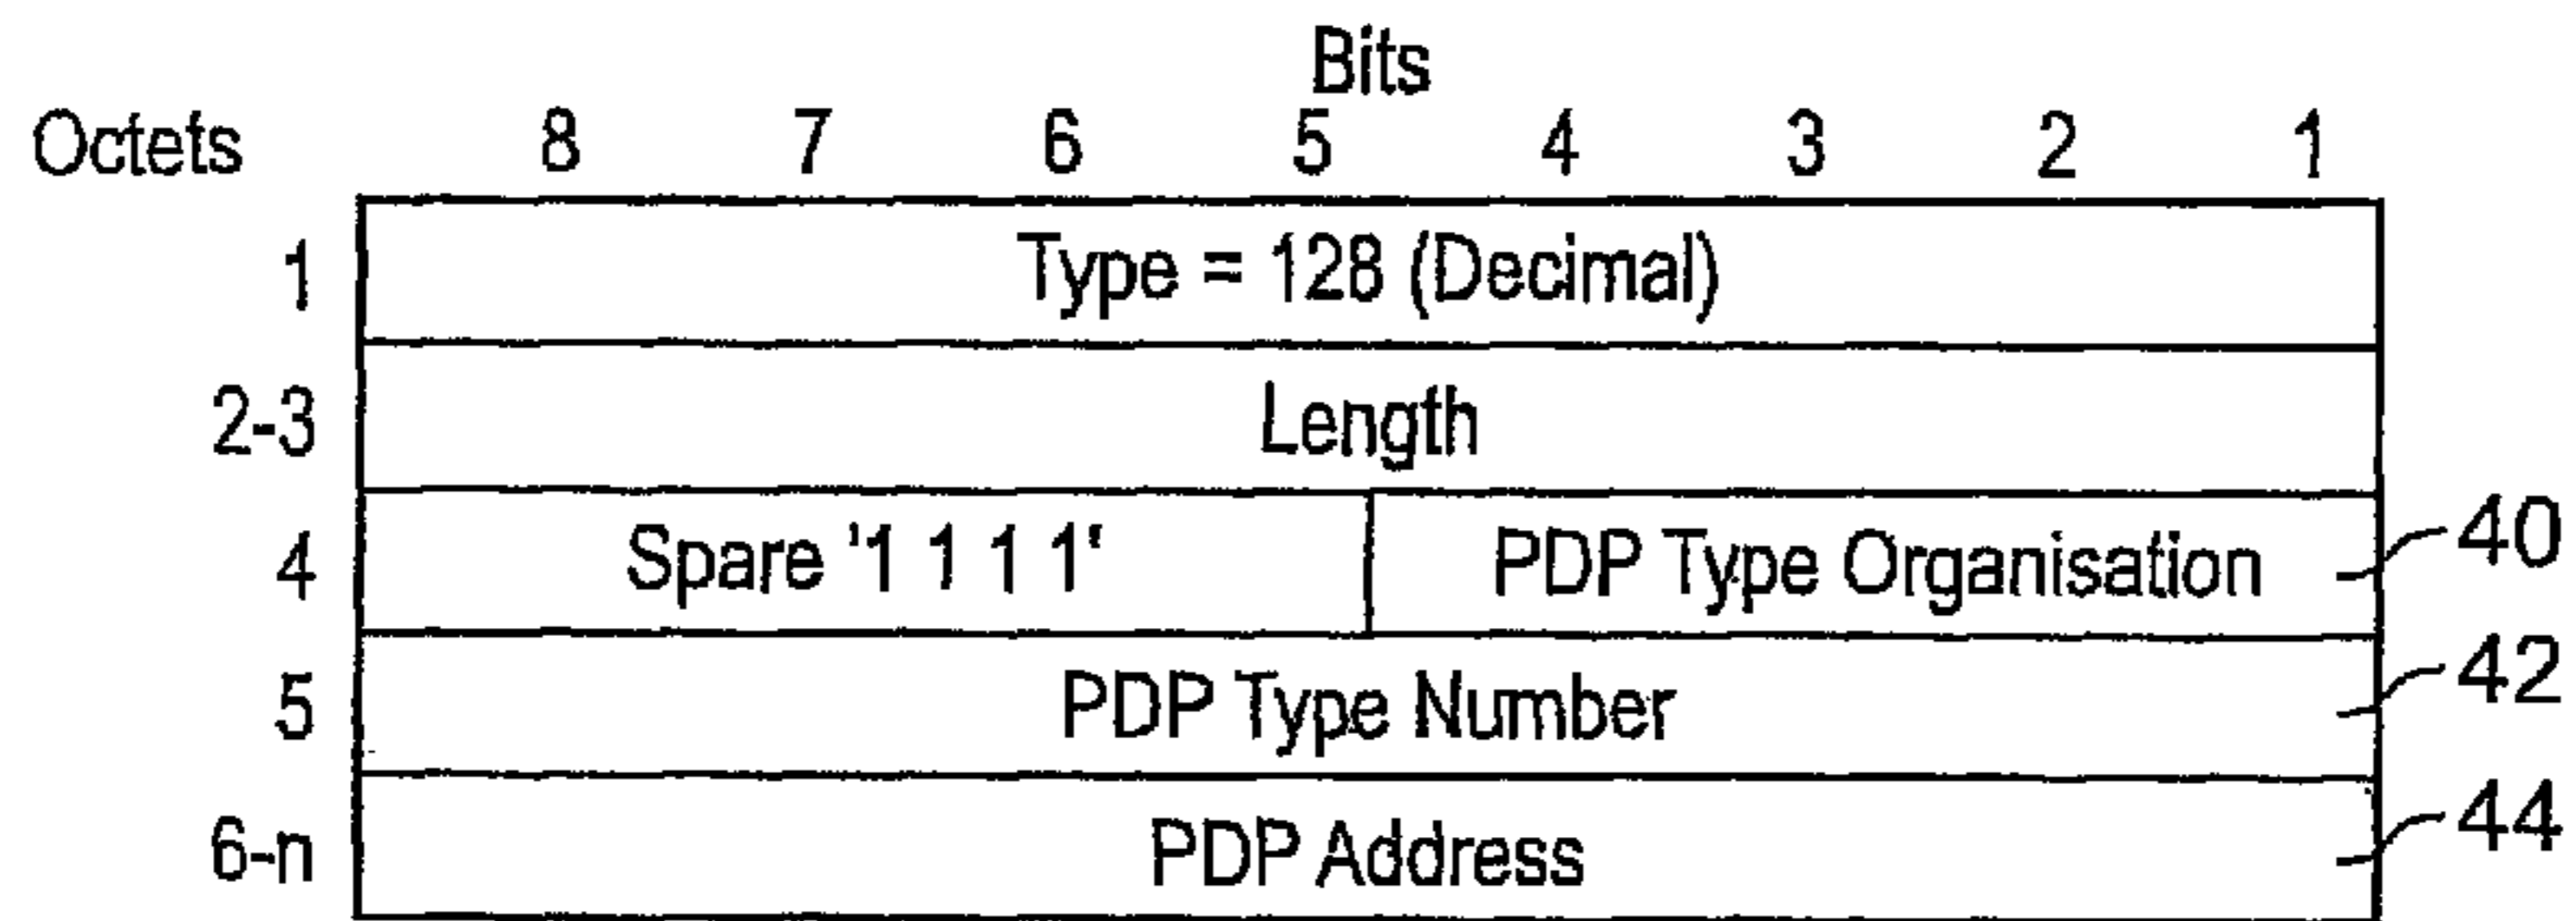 Bits
Octets 8 7 6 5 4 3 2 1
1 Type = 128 (Decimal)
2-3 Length
4 Spare '1 1 1 1' PDP Type Organisation 40
5 PDP Type Number 42
6-n PDP Address 44